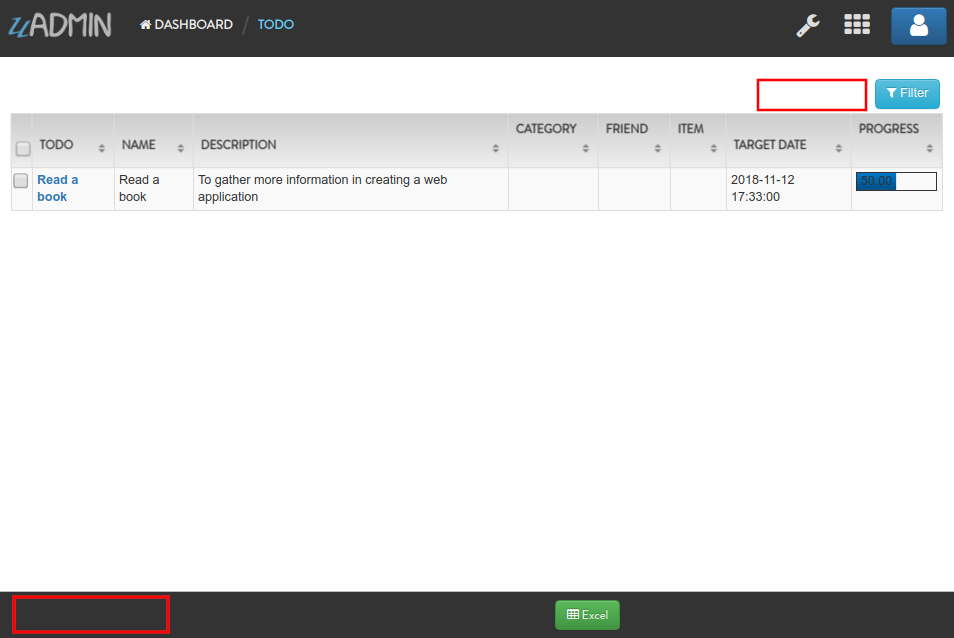 uADMIN DASHBOARD / TODO
Filter
TODO NAME DESCRIPTION CATEGORY FRIEND ITEM TARGET DATE PROGRESS
Read a Read a To gather more information in creating a web 2018-11-12 50.00
book book application 17:33:00
Excel